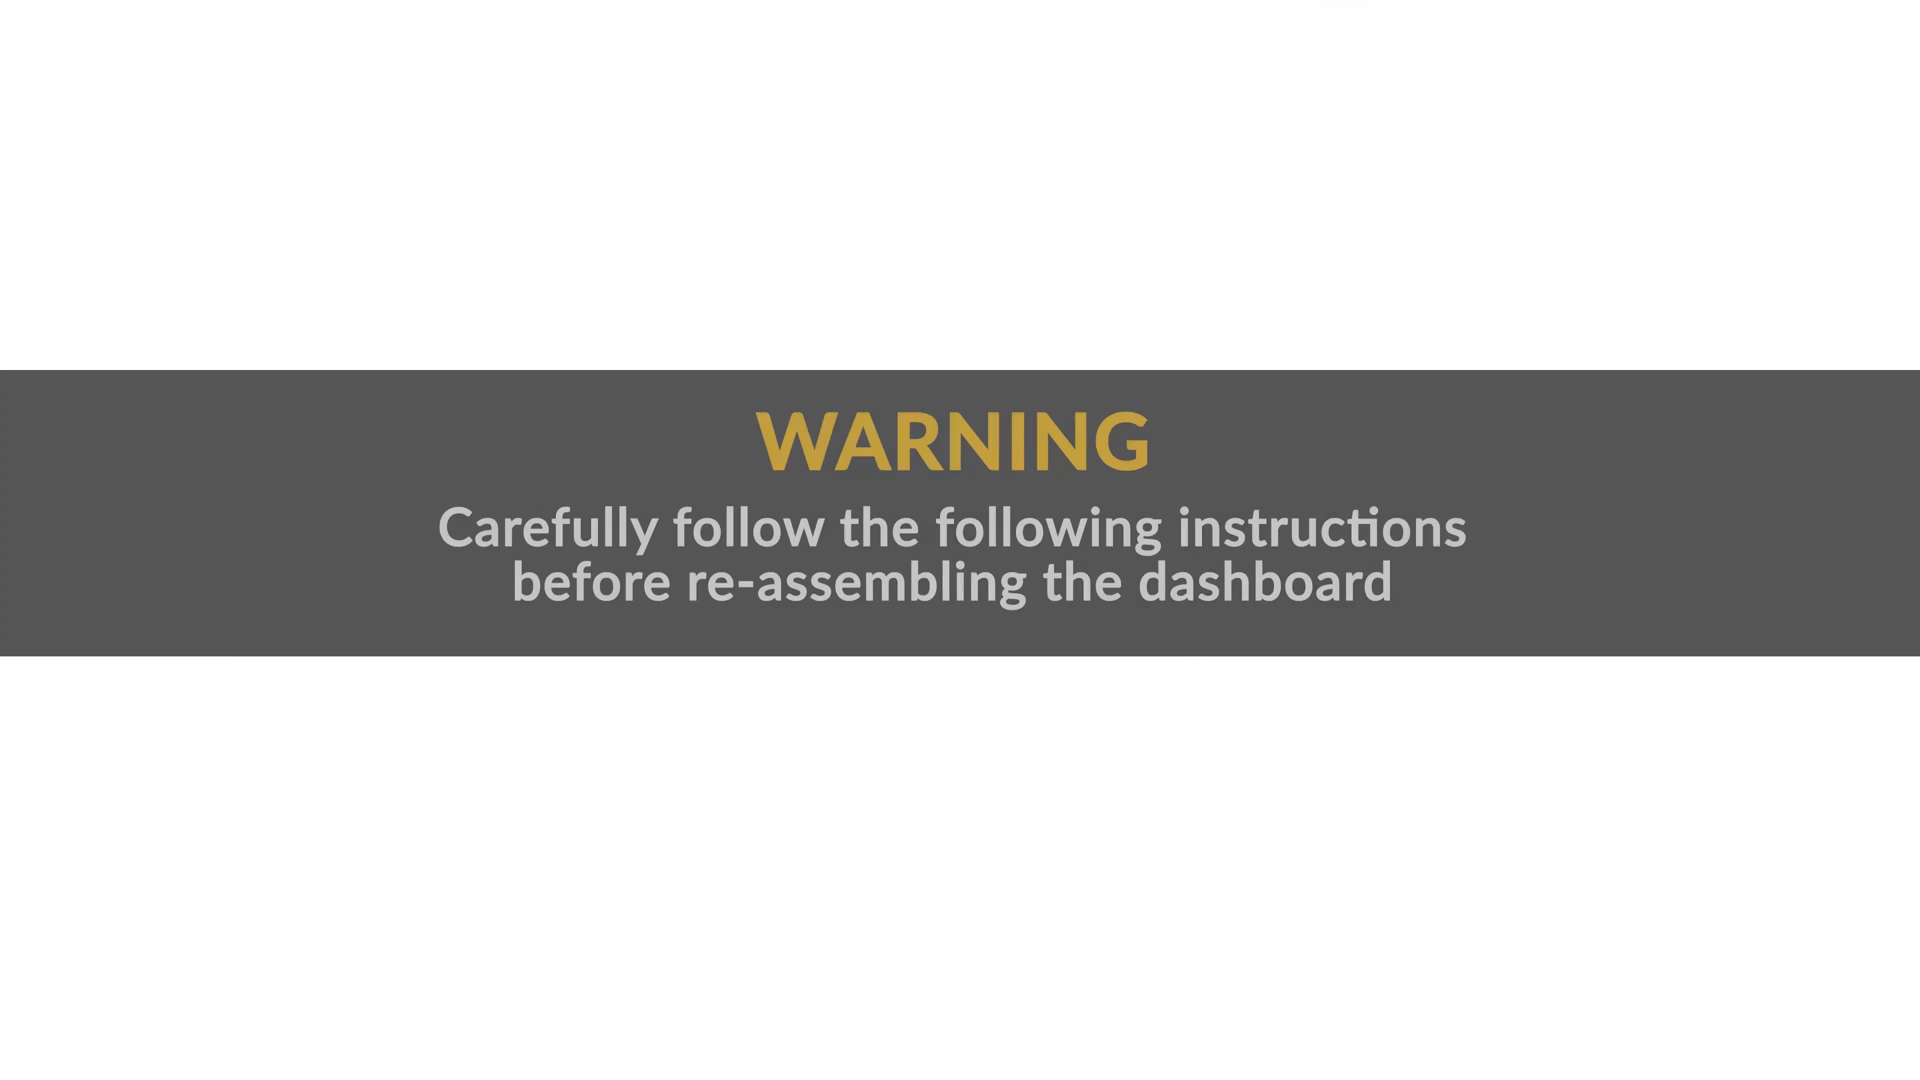 WARNING
Carefully follow the following instructions
before re-assembling the dashboard